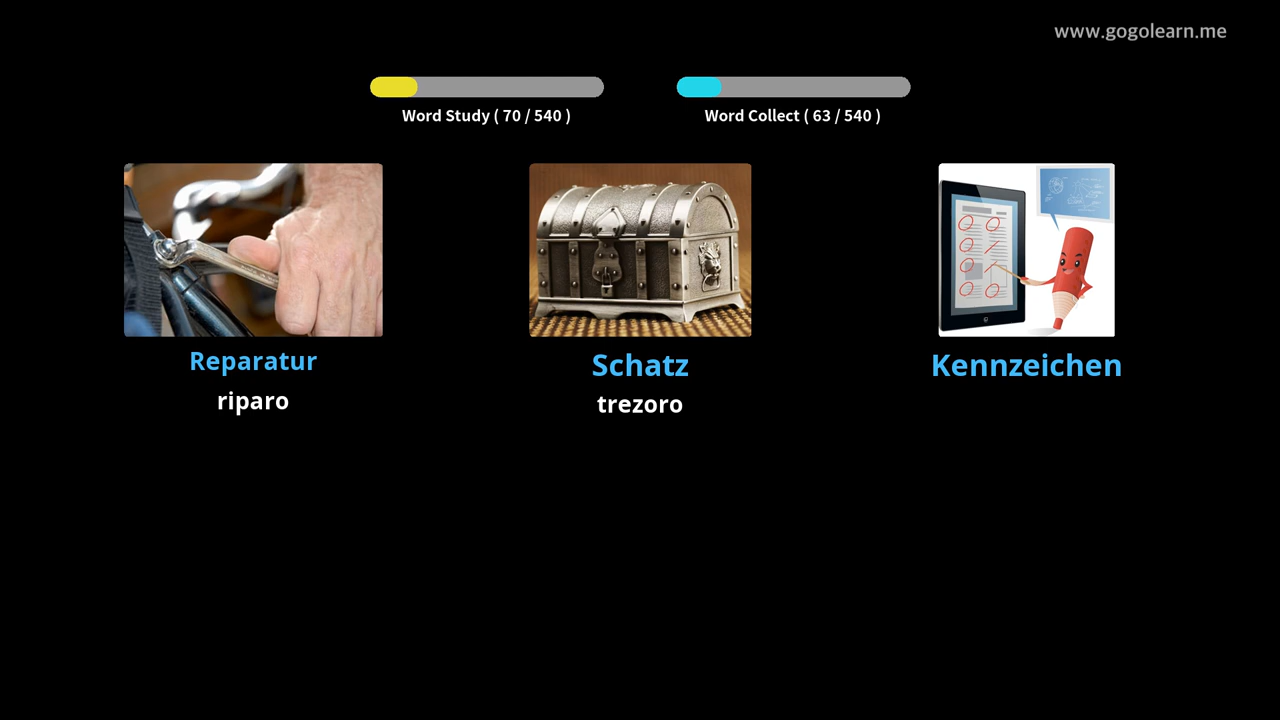 www.gogolearn.me
Word Study ( 70 / 540 )
Word Collect ( 63 / 540 )
Reparatur
riparo
Schatz
trezoro
Kennzeichen